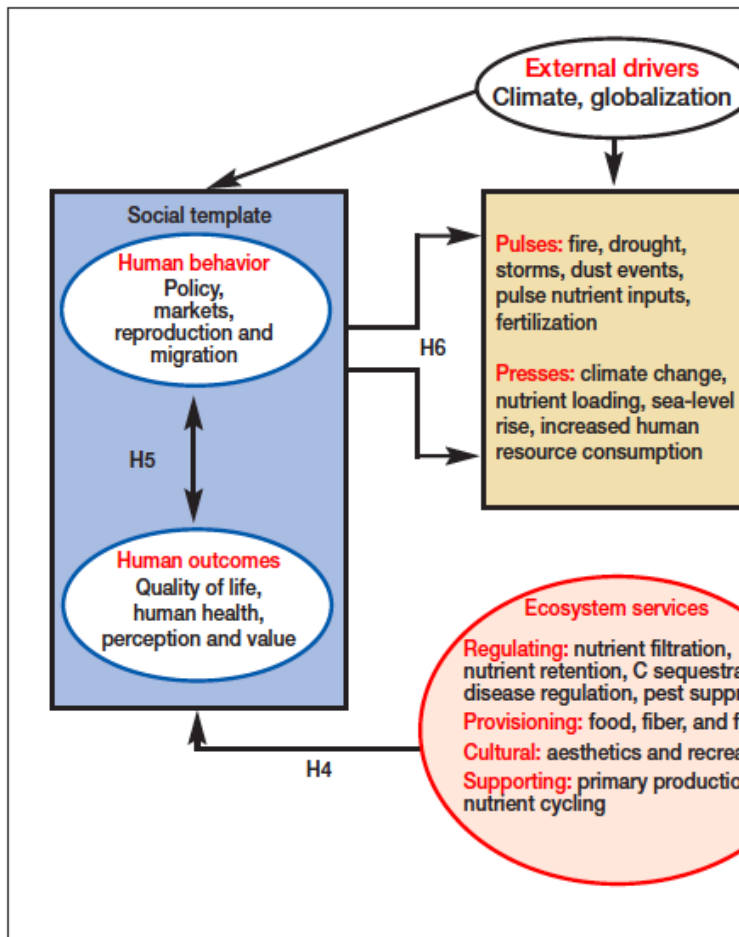 External drivers
Climate, globalization
Social template
Human behavior
Policy,
markets,
reproduction and
migration
H5
Human outcomes
Quality of life,
human health,
perception and value
H6
Pulses: fire, drought,
storms, dust events,
pulse nutrient inputs,
fertilization
Presses: climate change,
nutrient loading, sea-level
rise, increased human
resource consumption
H4
Ecosystem services
Regulating: nutrient filtration,
nutrient retention, C
disease regulation, pest
Provisioning: food, fiber, and
Cultural: aesthetics and
Supporting: primary
nutrient cycling